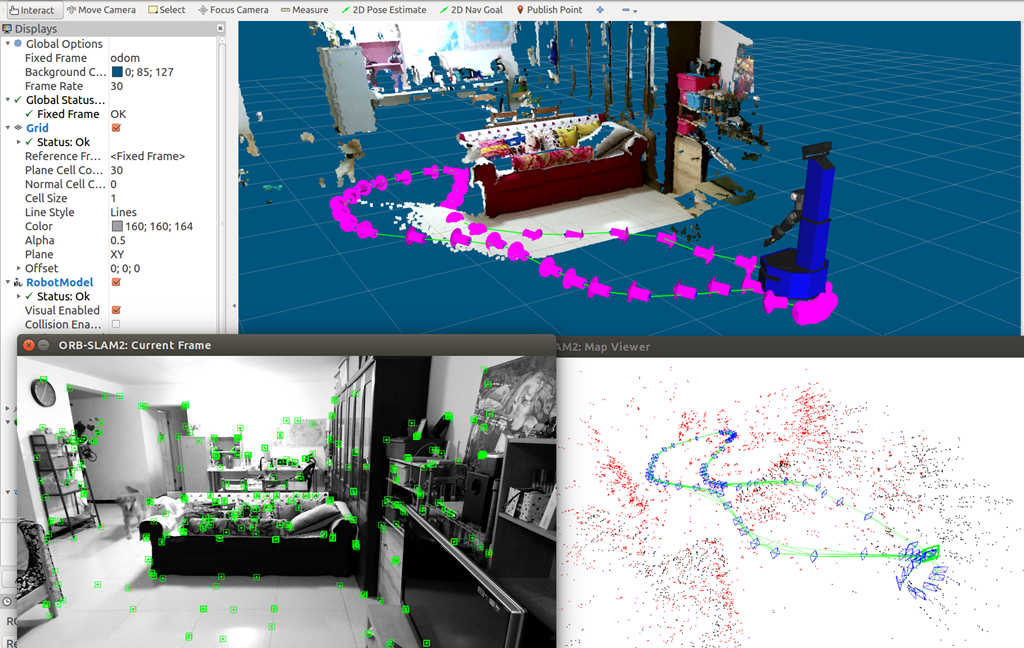 Interact Move Camera Select Focus Camera Measure 2D Pose Estimate 2D Nav Goal Publish Point
Displays
Global Options
Fixed Frame odom
Background C... 0; 85; 127
Frame Rate 30
Global Status...
Fixed Frame OK
Grid
Status: Ok
Reference Fr... <Fixed Frame>
Plane Cell Co... 30
Normal Cell C... 0
Cell Size 1
Line Style Lines
Color 160; 160; 164
Alpha 0.5
Plane XY
Offset 0; 0; 0
RobotModel
Status: Ok
Visual Enabled
Collision Ena...
ORB-SLAM2: Current Frame
AM2: Map Viewer
Re